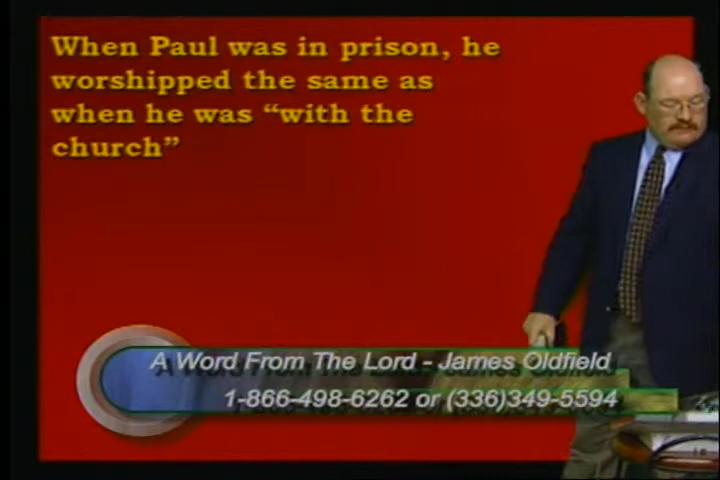 When Paul was in prison, he
worshipped the same as
when he was “with the
church”
A Word From The Lord - James Oldfield
1-866-498-6262 or (336)349-5594